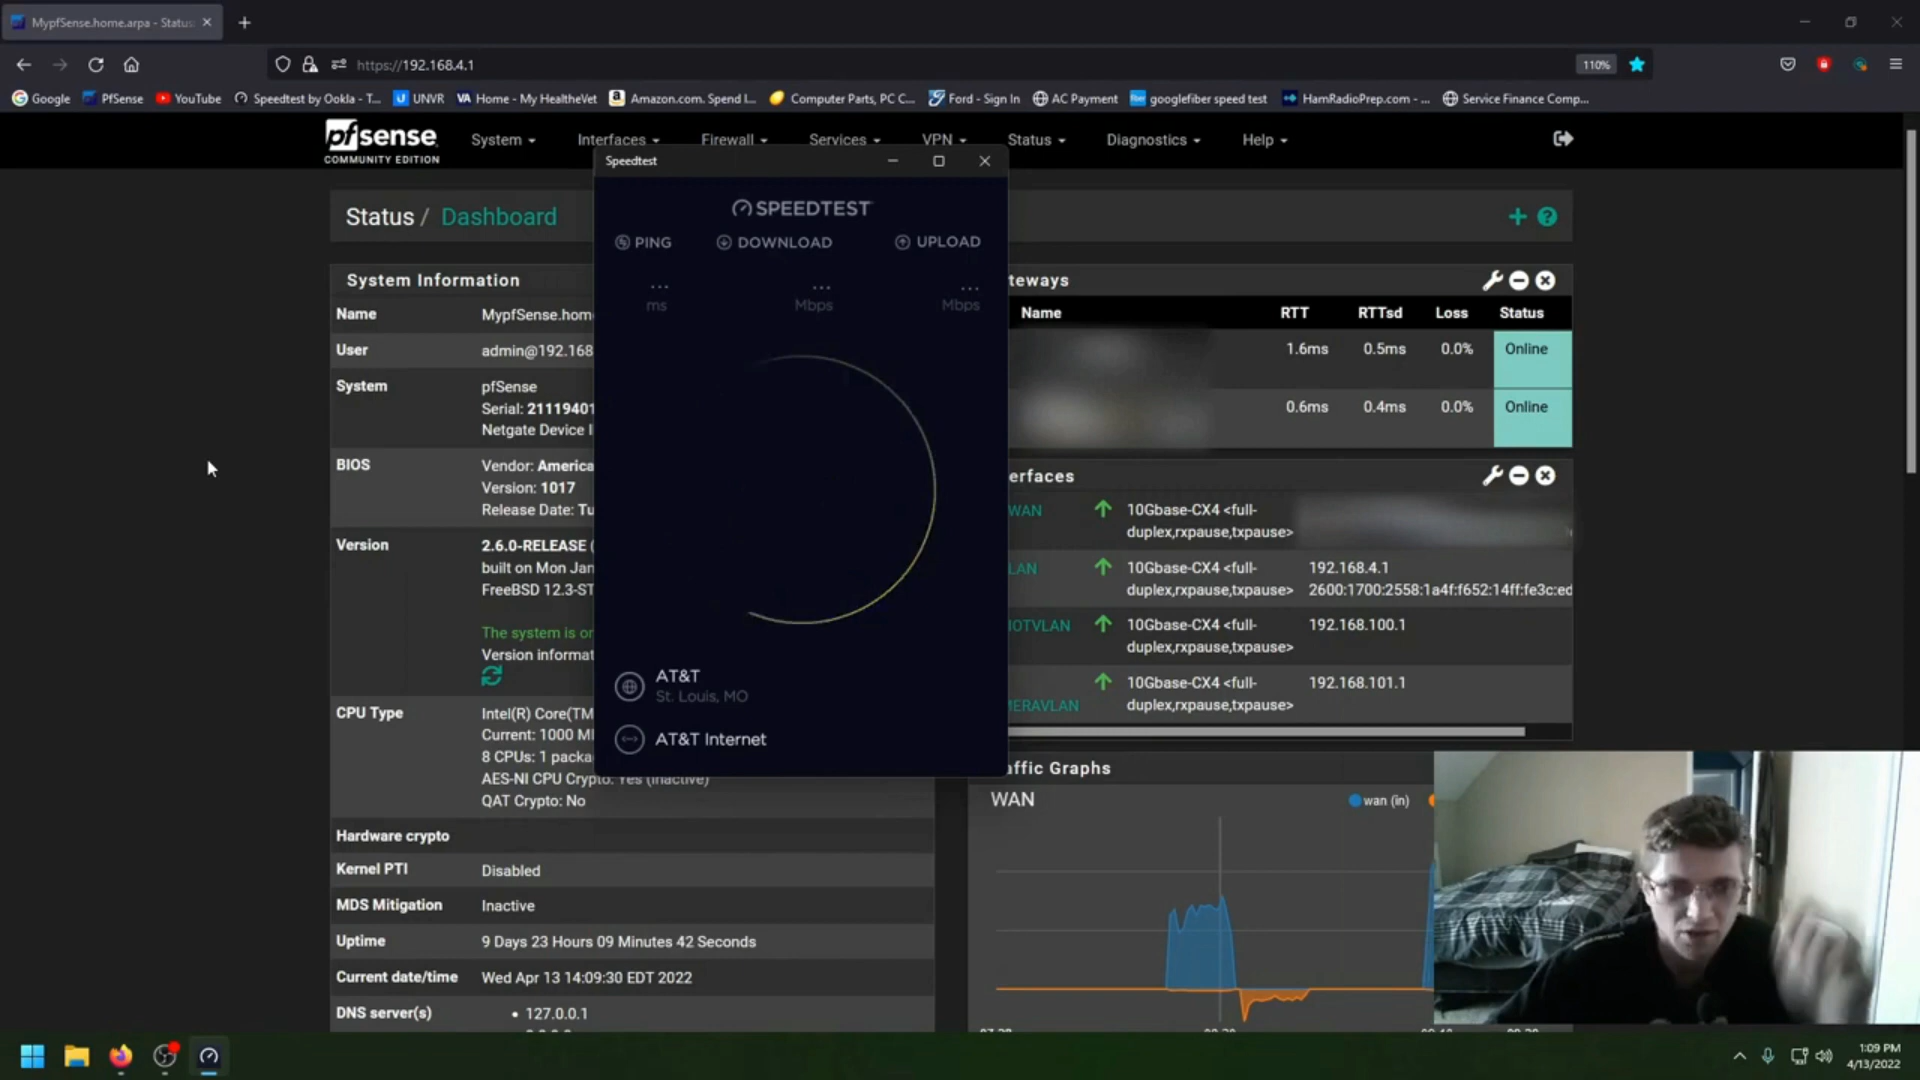 MypfSense.home.arpa - Status
https://192.168.4.1
110%
Google
PfSense
YouTube
Speedtest by Ookla - T...
UNVR
VA Home - My HealtheVet
Amazon.com. Spend l...
Computer Parts, PC C...
Ford - Sign In
AC Payment
googlefiber speed test
HamRadioPrep.com - ...
Service Finance Comp...
pfsense
COMMUNITY EDITION
System
Interfaces
Firewall
Services
VPN
Status
Diagnostics
Help
Status / Dashboard
System Information
Name
MypfSense.hom
User
admin@192.168
System
pfSense
Serial: 21119401
Netgate Device I
BIOS
Vendor: America
Version: 1017
Release Date: Tu
Version
2.6.0-RELEASE (
built on Mon Jan
FreeBSD 12.3-ST
The system is or
Version informat
CPU Type
Intel(R) Core(TM
Current: 1000 M
8 CPUs: 1 packa
AES-NI CPU Crypto: Yes (inactive)
QAT Crypto: No
Hardware crypto
Kernel PTI
Disabled
MDS Mitigation
Inactive
Uptime
9 Days 23 Hours 09 Minutes 42 Seconds
Current date/time
Wed Apr 13 14:09:30 EDT 2022
DNS server(s)
• 127.0.0.1
Speedtest
SPEEDTEST
PING
DOWNLOAD
UPLOAD
...
...
...
ms
Mbps
Mbps
AT&T
St. Louis, MO
AT&T Internet
teways
Name
RTT
RTTsd
Loss
Status
1.6ms
0.5ms
0.0%
Online
0.6ms
0.4ms
0.0%
Online
erfaces
WAN
10Gbase-CX4 <full-
duplex,rxpause,txpause>
LAN
10Gbase-CX4 <full-
duplex,rxpause,txpause>
192.168.4.1
2600:1700:2558:1a4f:f652:14ff:fe3c:ed
IOTVLAN
10Gbase-CX4 <full-
duplex,rxpause,txpause>
192.168.100.1
MERAVLAN
10Gbase-CX4 <full-
duplex,rxpause,txpause>
192.168.101.1
affic Graphs
WAN
wan (in)
1:09 PM
4/13/2022